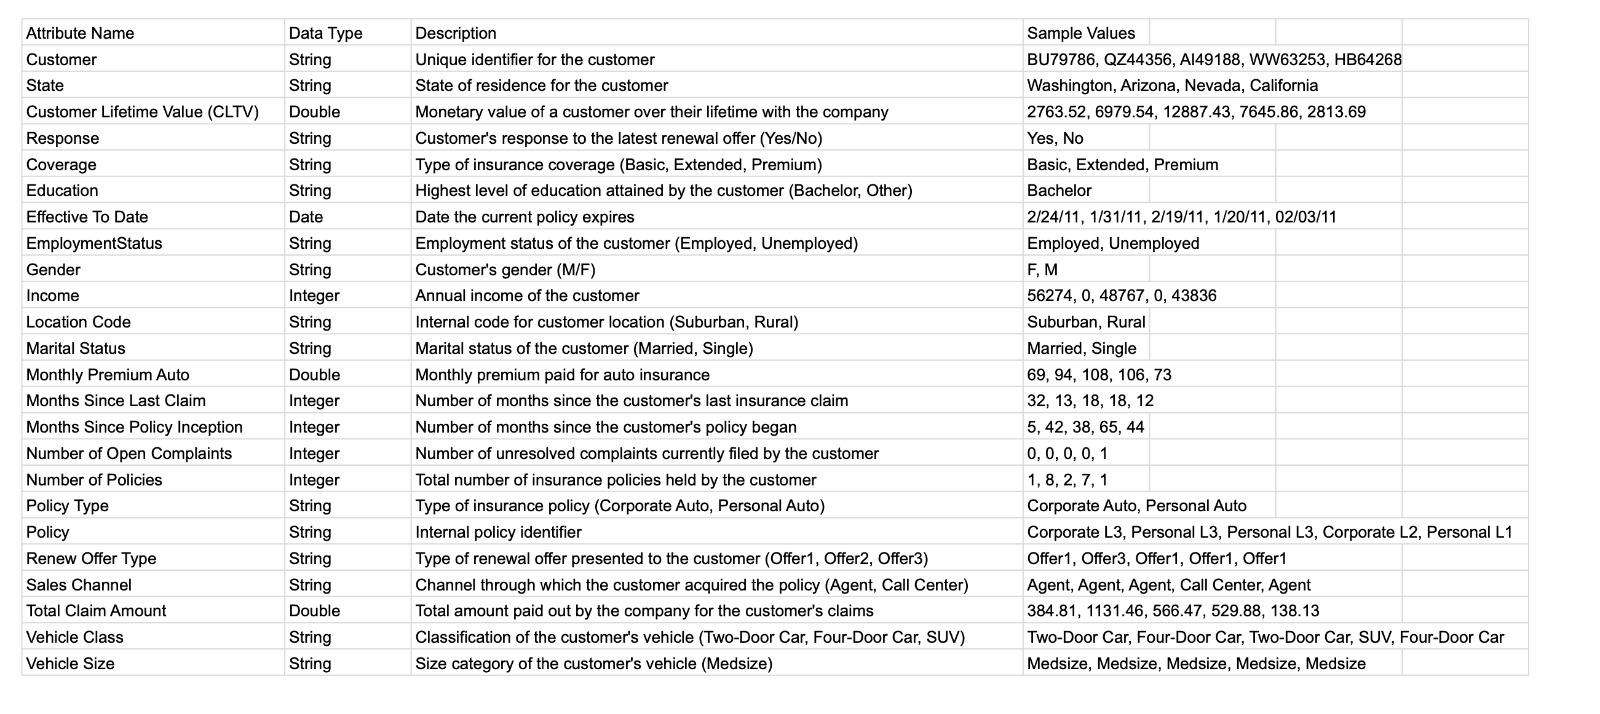 Attribute Name Data Type Description Sample Values
Customer String Unique identifier for the customer BU79786, QZ44356, AI49188, WW63253, HB64268
State String State of residence for the customer Washington, Arizona, Nevada, California
Customer Lifetime Value (CLTV) Double Monetary value of a customer over their lifetime with the company 2763.52, 6979.54, 12887.43, 7645.86, 2813.69
Response String Customer's response to the latest renewal offer (Yes/No) Yes, No
Coverage String Type of insurance coverage (Basic, Extended, Premium) Basic, Extended, Premium
Education String Highest level of education attained by the customer (Bachelor, Other) Bachelor
Effective To Date Date Date the current policy expires 2/24/11, 1/31/11, 2/19/11, 1/20/11, 02/03/11
EmploymentStatus String Employment status of the customer (Employed, Unemployed) Employed, Unemployed
Gender String Customer's gender (M/F) F, M
Income Integer Annual income of the customer 56274, 0, 48767, 0, 43836
Location Code String Internal code for customer location (Suburban, Rural) Suburban, Rural
Marital Status String Marital status of the customer (Married, Single) Married, Single
Monthly Premium Auto Double Monthly premium paid for auto insurance 69, 94, 108, 106, 73
Months Since Last Claim Integer Number of months since the customer's last insurance claim 32, 13, 18, 18, 12
Months Since Policy Inception Integer Number of months since the customer's policy began 5, 42, 38, 65, 44
Number of Open Complaints Integer Number of unresolved complaints currently filed by the customer 0, 0, 0, 0, 1
Number of Policies Integer Total number of insurance policies held by the customer 1, 8, 2, 7, 1
Policy Type String Type of insurance policy (Corporate Auto, Personal Auto) Corporate Auto, Personal Auto
Policy String Internal policy identifier Corporate L3, Personal L3, Personal L3, Corporate L2, Personal L1
Renew Offer Type String Type of renewal offer presented to the customer (Offer1, Offer2, Offer3) Offer1, Offer3, Offer1, Offer1, Offer1
Sales Channel String Channel through which the customer acquired the policy (Agent, Call Center) Agent, Agent, Agent, Call Center, Agent
Total Claim Amount Double Total amount paid out by the company for the customer's claims 384.81, 1131.46, 566.47, 529.88, 138.13
Vehicle Class String Classification of the customer's vehicle (Two-Door Car, Four-Door Car, SUV) Two-Door Car, Four-Door Car, Two-Door Car, SUV, Four-Door Car
Vehicle Size String Size category of the customer's vehicle (Medsize) Medsize, Medsize, Medsize, Medsize, Medsize